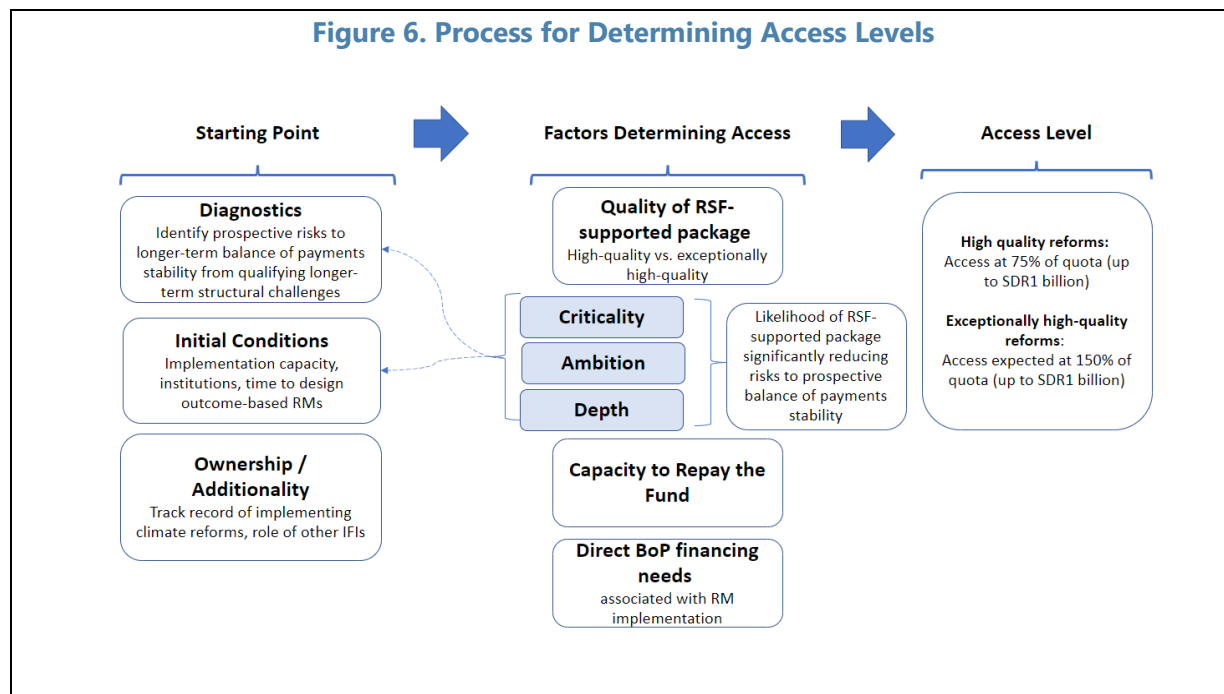 Figure 6. Process for Determining Access Levels
Starting Point
Factors Determining Access
Access Level
Diagnostics
Identify prospective risks to
longer-term balance of payments
stability from qualifying longer-
term structural challenges
Initial Conditions
Implementation capacity,
institutions, time to design
outcome-based RMs
Ownership /
Additionality
Track record of implementing
climate reforms, role of other IFIs
Quality of RSF-
supported package
High-quality vs. exceptionally
high-quality
Criticality
Ambition
Depth
Likelihood of RSF-
supported package
significantly reducing
risks to prospective
balance of payments
stability
Capacity to Repay the
Fund
Direct BoP financing
needs
associated with RM
implementation
High quality reforms:
Access at 75% of quota (up
to SDR1 billion)
Exceptionally high-quality
reforms:
Access expected at 150% of
quota (up to SDR1 billion)